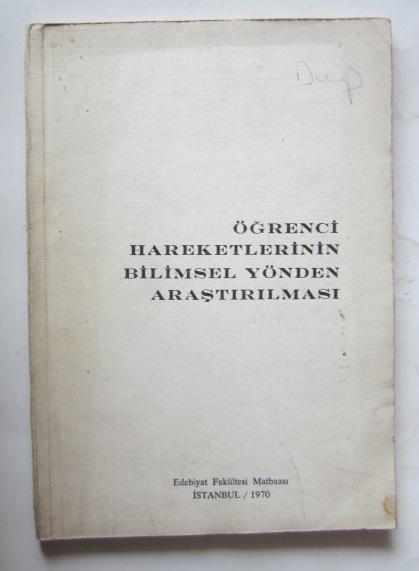 ÖĞRENCİ
HAREKETLERİNİN
BİLİMSEL YÖNDEN
ARAŞTIRILMASI
Edebiyat Fakültesi Matbaası
İSTANBUL / 1970